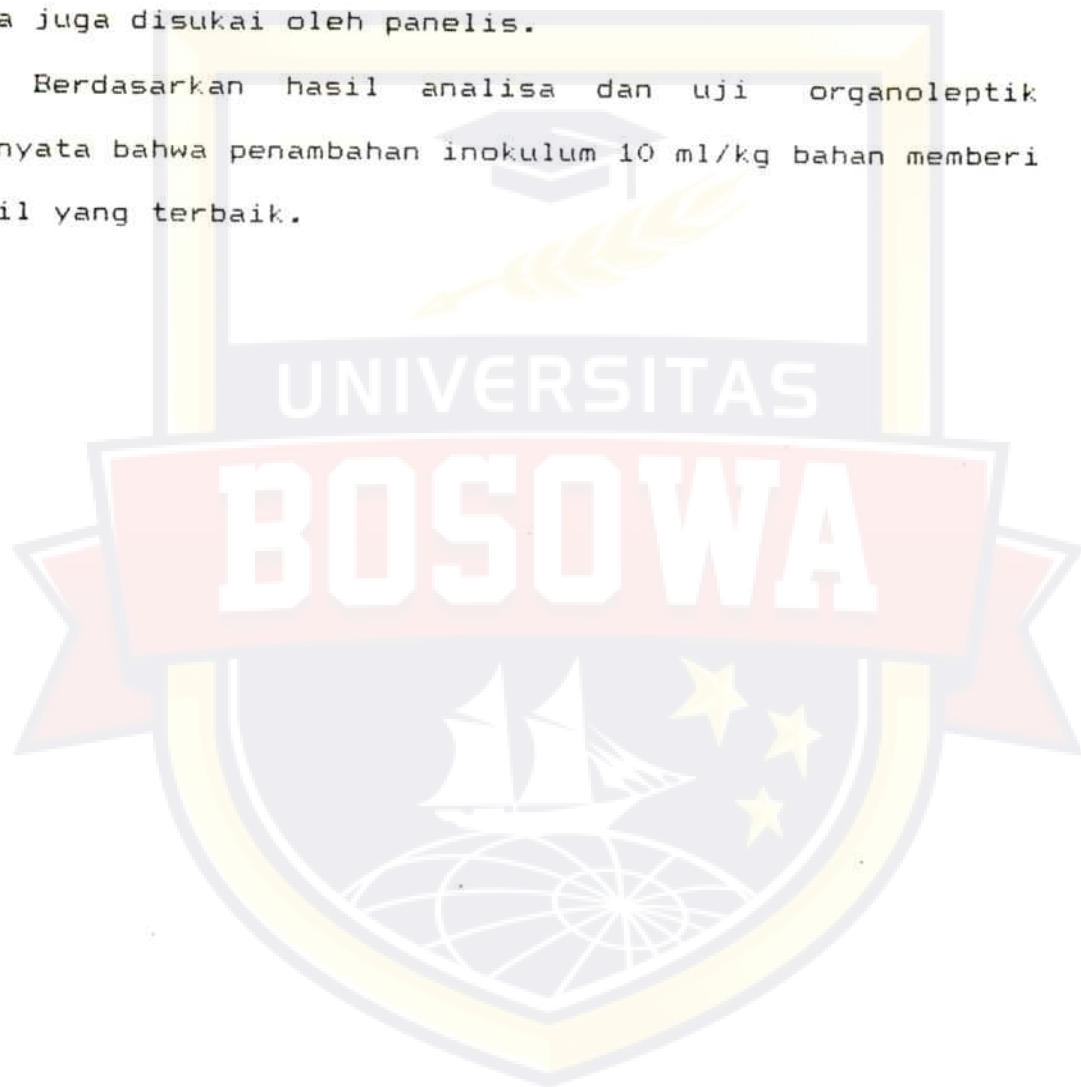 a juga disukai oleh panelis.
Berdasarkan hasil analisa dan uji organoleptik
nyata bahwa penambahan inokulum 10 ml/kg bahan memberi
il yang terbaik.
UNIVERSITAS
BOSOWA